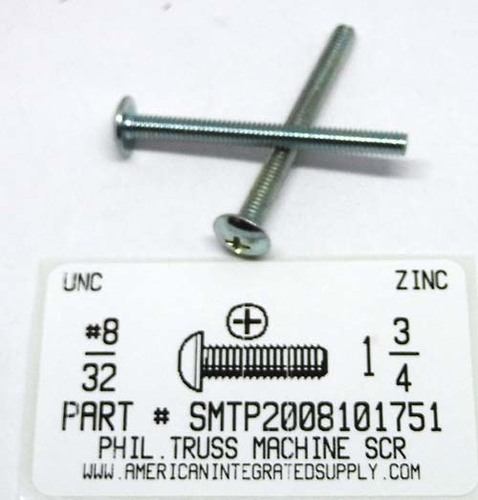 UNC ZINC
#8
32
1 3
4
PART # SMTP2008101751
PHIL.TRUSS MACHINE SCR
WWW.AMERICANINTEGRATEDSUPPLY.COM